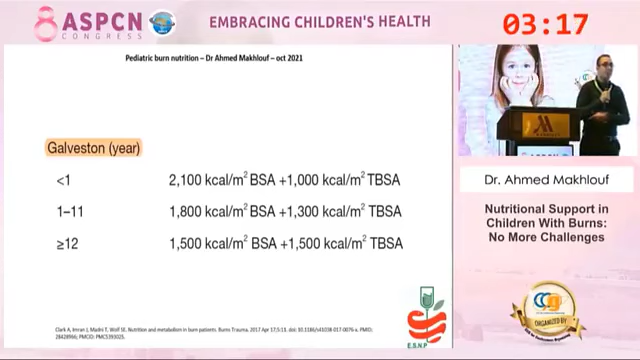 8 ASPCN
CONGRESS
EMBRACING CHILDREN'S HEALTH
03:17
Pediatric burn nutrition – Dr Ahmed Makhlouf – oct 2021
Galveston (year)
<1 2,100 kcal/m² BSA +1,000 kcal/m² TBSA
1–11 1,800 kcal/m² BSA +1,300 kcal/m² TBSA
≥12 1,500 kcal/m² BSA +1,500 kcal/m² TBSA
Clark A, Imran J, Madni T, Wolf SE. Nutrition and metabolism in burn patients. Burns Trauma. 2017 Apr 17;5:11. doi: 10.1186/s41038-017-0076-x. PMID:
28428966; PMCID: PMC5393025.
E.S.N.P
Marriott
ASPCN
Dr. Ahmed Makhlouf
Nutritional Support in
Children With Burns:
No More Challenges
ORGANIZED BY